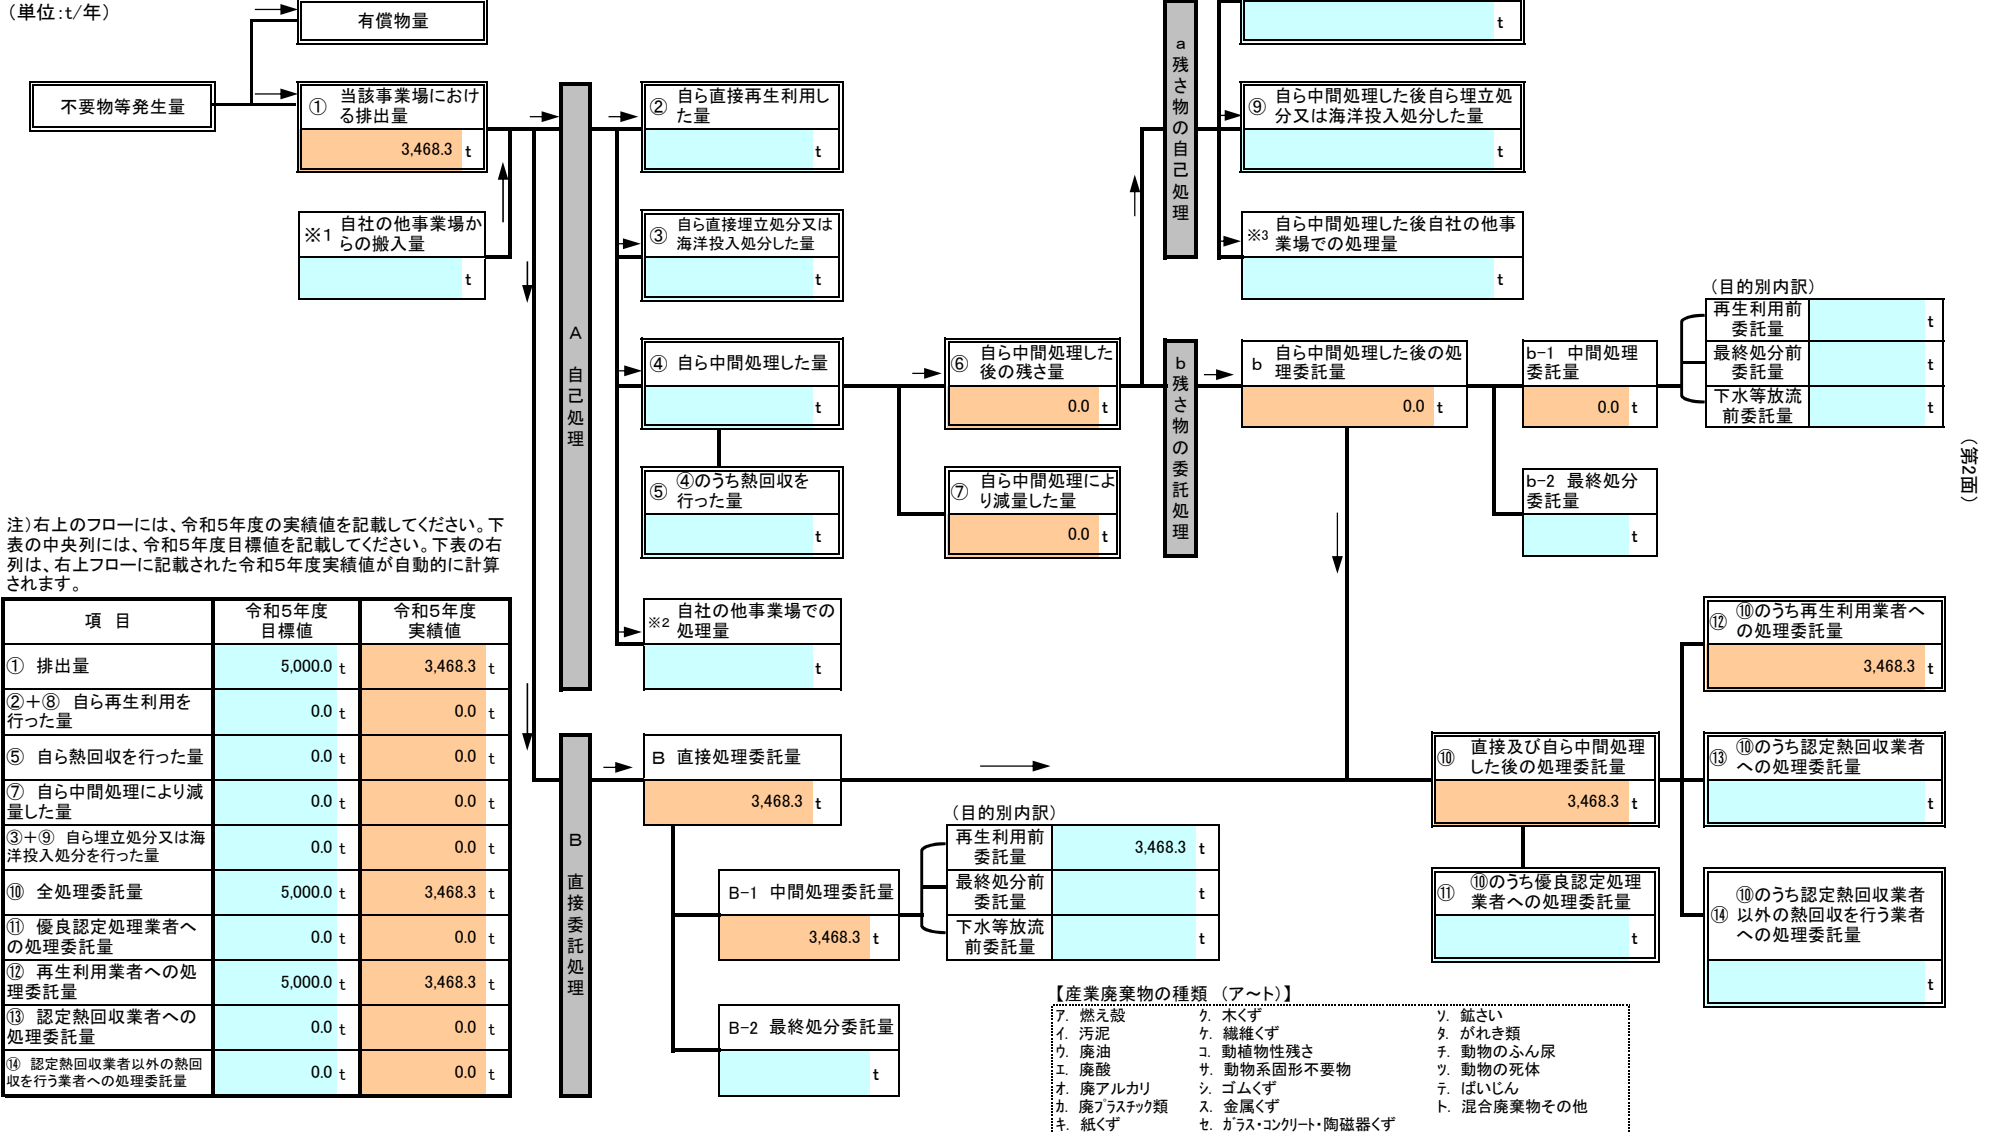 （単位：t/年）
有償物量
不要物等発生量
① 当該事業場におけ
る排出量
3,468.3 t
※1 自社の他事業場か
らの搬入量
t
A 自己処理
② 自ら直接再生利用し
た量
t
③ 自ら直接埋立処分又は
海洋投入処分した量
t
④ 自ら中間処理した量
t
⑤ ④のうち熱回収を
行った量
t
※2 自社の他事業場での
処理量
t
⑥ 自ら中間処理した
後の残さ量
0.0 t
⑦ 自ら中間処理によ
り減量した量
0.0 t
a残さ物の自己処理
t
⑨ 自ら中間処理した後自ら埋立処
分又は海洋投入処分した量
t
※3 自ら中間処理した後自社の他事
業場での処理量
t
b残さ物の委託処理
b 自ら中間処理した後の処
理委託量
0.0 t
b-1 中間処理
委託量
0.0 t
b-2 最終処分
委託量
t
（目的別内訳）
再生利用前
委託量
t
最終処分前
委託量
t
下水等放流
前委託量
t
（第2面）
注）右上のフローには、令和5年度の実績値を記載してください。下
表の中央列には、令和5年度目標値を記載してください。下表の右
列は、右上フローに記載された令和5年度実績値が自動的に計算
されます。
項 目 令和5年度 令和5年度
目標値 実績値
① 排出量 5,000.0 t 3,468.3 t
②＋⑧ 自ら再生利用を
行った量 0.0 t 0.0 t
⑤ 自ら熱回収を行った量 0.0 t 0.0 t
⑦ 自ら中間処理により減
量した量 0.0 t 0.0 t
③＋⑨ 自ら埋立処分又は海
洋投入処分を行った量 0.0 t 0.0 t
⑩ 全処理委託量 5,000.0 t 3,468.3 t
⑪ 優良認定処理業者へ
の処理委託量 0.0 t 0.0 t
⑫ 再生利用業者への処
理委託量 5,000.0 t 3,468.3 t
⑬ 認定熱回収業者への
処理委託量 0.0 t 0.0 t
⑭ 認定熱回収業者以外の熱回
収を行う業者への処理委託量 0.0 t 0.0 t
B 直接委託処理
B 直接処理委託量
3,468.3 t
B-1 中間処理委託量
3,468.3 t
B-2 最終処分委託量
t
（目的別内訳）
再生利用前
委託量
3,468.3 t
最終処分前
委託量
t
下水等放流
前委託量
t
⑩ 直接及び自ら中間処理
した後の処理委託量
3,468.3 t
⑪ ⑩のうち優良認定処理
業者への処理委託量
t
⑫ ⑩のうち再生利用業者へ
の処理委託量
3,468.3 t
⑬ ⑩のうち認定熱回収業者
への処理委託量
t
⑭ ⑩のうち認定熱回収業者
以外の熱回収を行う業者
への処理委託量
t
【産業廃棄物の種類 （ア～ト）】
ア. 燃え殻 ク. 木くず ソ. 鉱さい
イ. 汚泥 ケ. 繊維くず タ. がれき類
ウ. 廃油 コ. 動植物性残さ チ. 動物のふん尿
エ. 廃酸 サ. 動物系固形不要物 ツ. 動物の死体
オ. 廃アルカリ シ. ゴムくず テ. ばいじん
カ. 廃プラスチック類 ス. 金属くず ト. 混合廃棄物その他
キ. 紙くず セ. ガラス・コンクリート・陶磁器くず